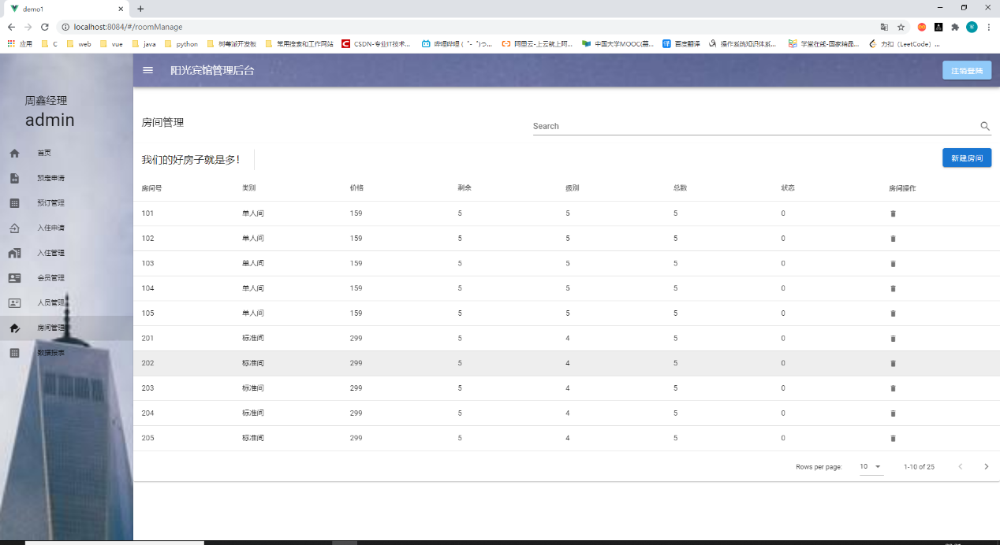 demo1
localhost:8084/#/roomManage
应用 C web vue java python 树莓派开发板 常用搜索和工作网站 CSDN-专业IT技术... 哔哩哔哩 ( ゜- ゜)つ... 阿里云-上云就上阿... 中国大学MOOC(慕... 百度翻译 操作系统知识体系... 学堂在线-国家精品... 力扣 (LeetCode) ...
阳光宾馆管理后台 注销登陆
周鑫经理
admin
首页
预定申请
预订管理
入住申请
入住管理
会员管理
人员管理
房间管理
数据报表
房间管理 Search
我们的好房子就是多! 新建房间
房间号 类别 价格 剩余 级别 总数 状态 房间操作
101 单人间 159 5 5 5 0
102 单人间 159 5 5 5 0
103 单人间 159 5 5 5 0
104 单人间 159 5 5 5 0
105 单人间 159 5 5 5 0
201 标准间 299 5 4 5 0
202 标准间 299 5 4 5 0
203 标准间 299 5 4 5 0
204 标准间 299 5 4 5 0
205 标准间 299 5 4 5 0
Rows per page: 10 1-10 of 25